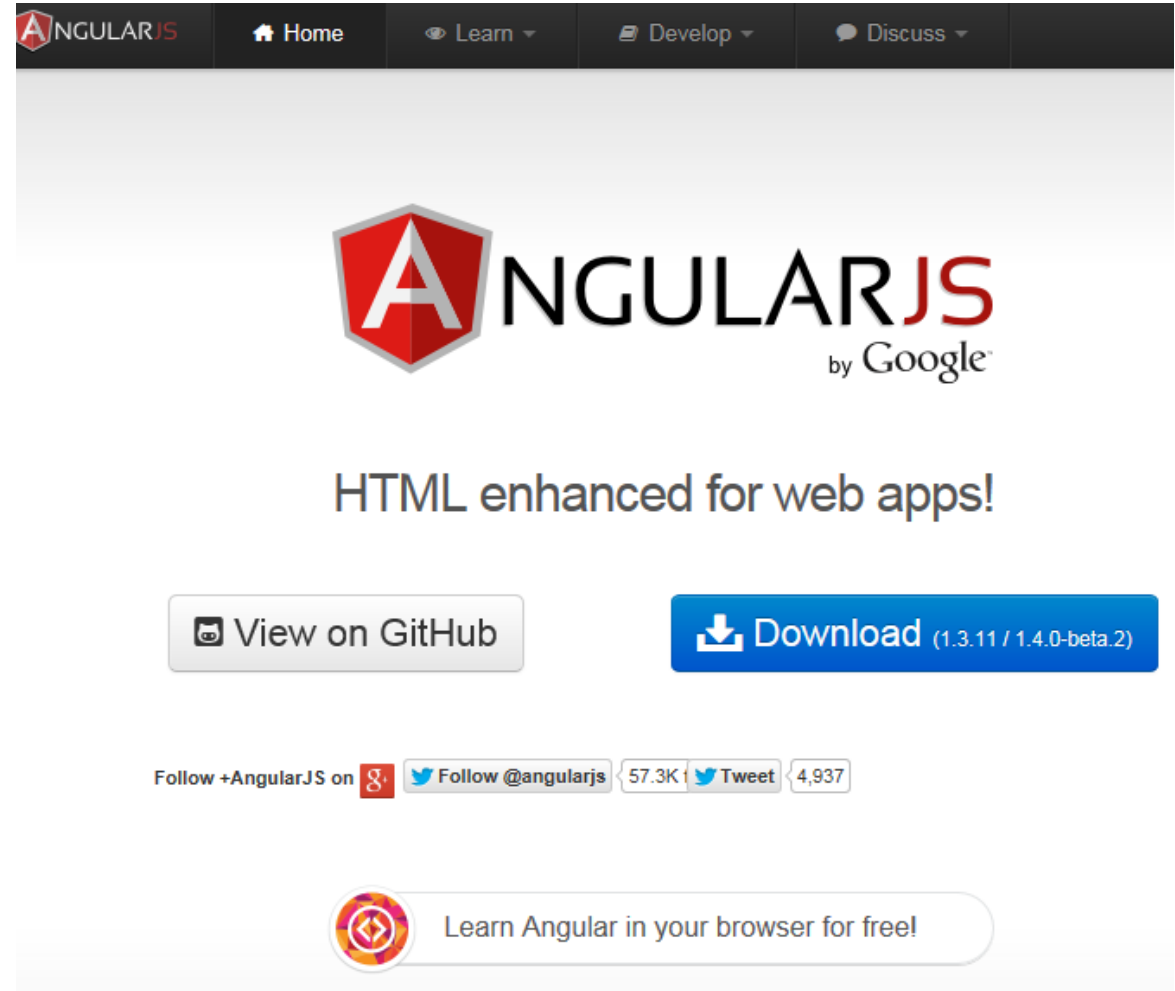 ANGULARJS Home Learn Develop Discuss
ANGULARJS
by Google
HTML enhanced for web apps!
View on GitHub Download (1.3.11 / 1.4.0-beta.2)
Follow +AngularJS on g+ Follow @angularjs 57.3K Tweet 4,937
Learn Angular in your browser for free!